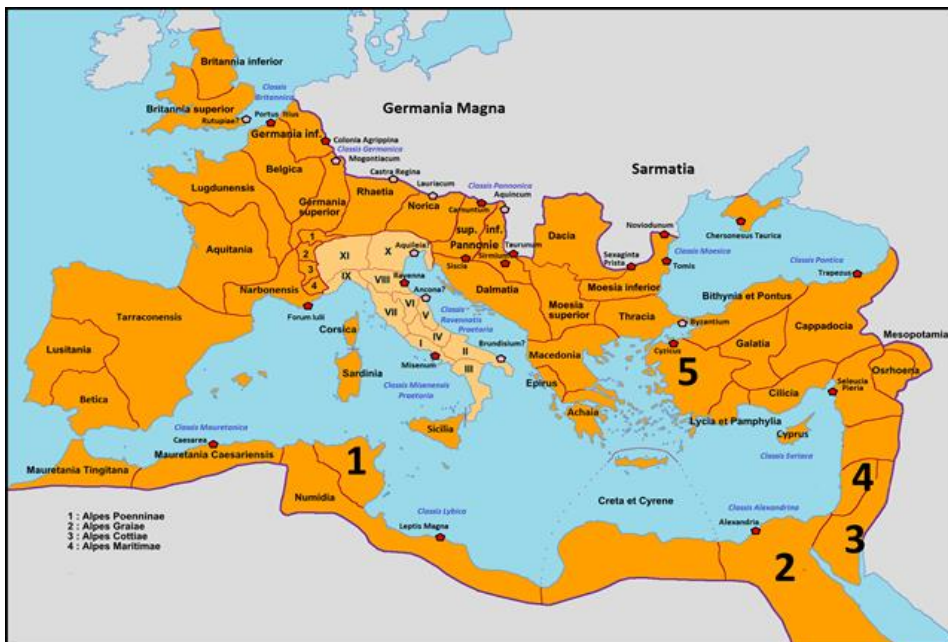 Britannia inferior
Classis
Britannica
Britannia superior
Rutupiae?
Portus Itius
Germania Magna
Germania inf.
Colonia Agrippina
Classis Germanica
Mogontiacum
Belgica
Castra Regina
Sarmatia
Lugdunensis
Rhaetia
Lauriacum
Classis Pannonica
Germania
superior
Norica
Carnuntum
Aquincum
sup.
inf.
Pannonie
Taurunum
Dacia
Noviodunum
Chersonesus Taurica
1
2
3
4
XI
X
Aquileia?
Siscia
Sirmium
Sexaginta
Prista
Classis Moesica
Tomis
Classis Pontica
Trapezus
Aquitania
IX
VIII
Ravenna
Dalmatia
Moesia inferior
Bithynia et Pontus
Narbonensis
Forum Iulii
Ancona?
VI
V
VII
Classis
Ravennatis
Praetoria
Moesia
superior
Thracia
Byzantium
Cappadocia
Mesopotamia
Tarraconensis
Corsica
IV
I
II
III
Brundisium?
Galatia
Cyzicus
Osrhoena
Lusitania
Misenum
Macedonia
5
Seleusia
Pieria
Sardinia
Classis Misenensis
Praetoria
Epirus
Cilicia
Betica
Achaia
Lycia et Pamphylia
Sicilia
Cyprus
Classis Mauretanica
Caesarea
Classis Seriaca
Mauretania Tingitana
Mauretania Caesariensis
1
4
Numidia
Creta et Cyrene
Classis Lybica
Leptis Magna
Classis Alexandrina
Alexandria
3
2
1 : Alpes Poenninae
2 : Alpes Graiae
3 : Alpes Cottiae
4 : Alpes Maritimae